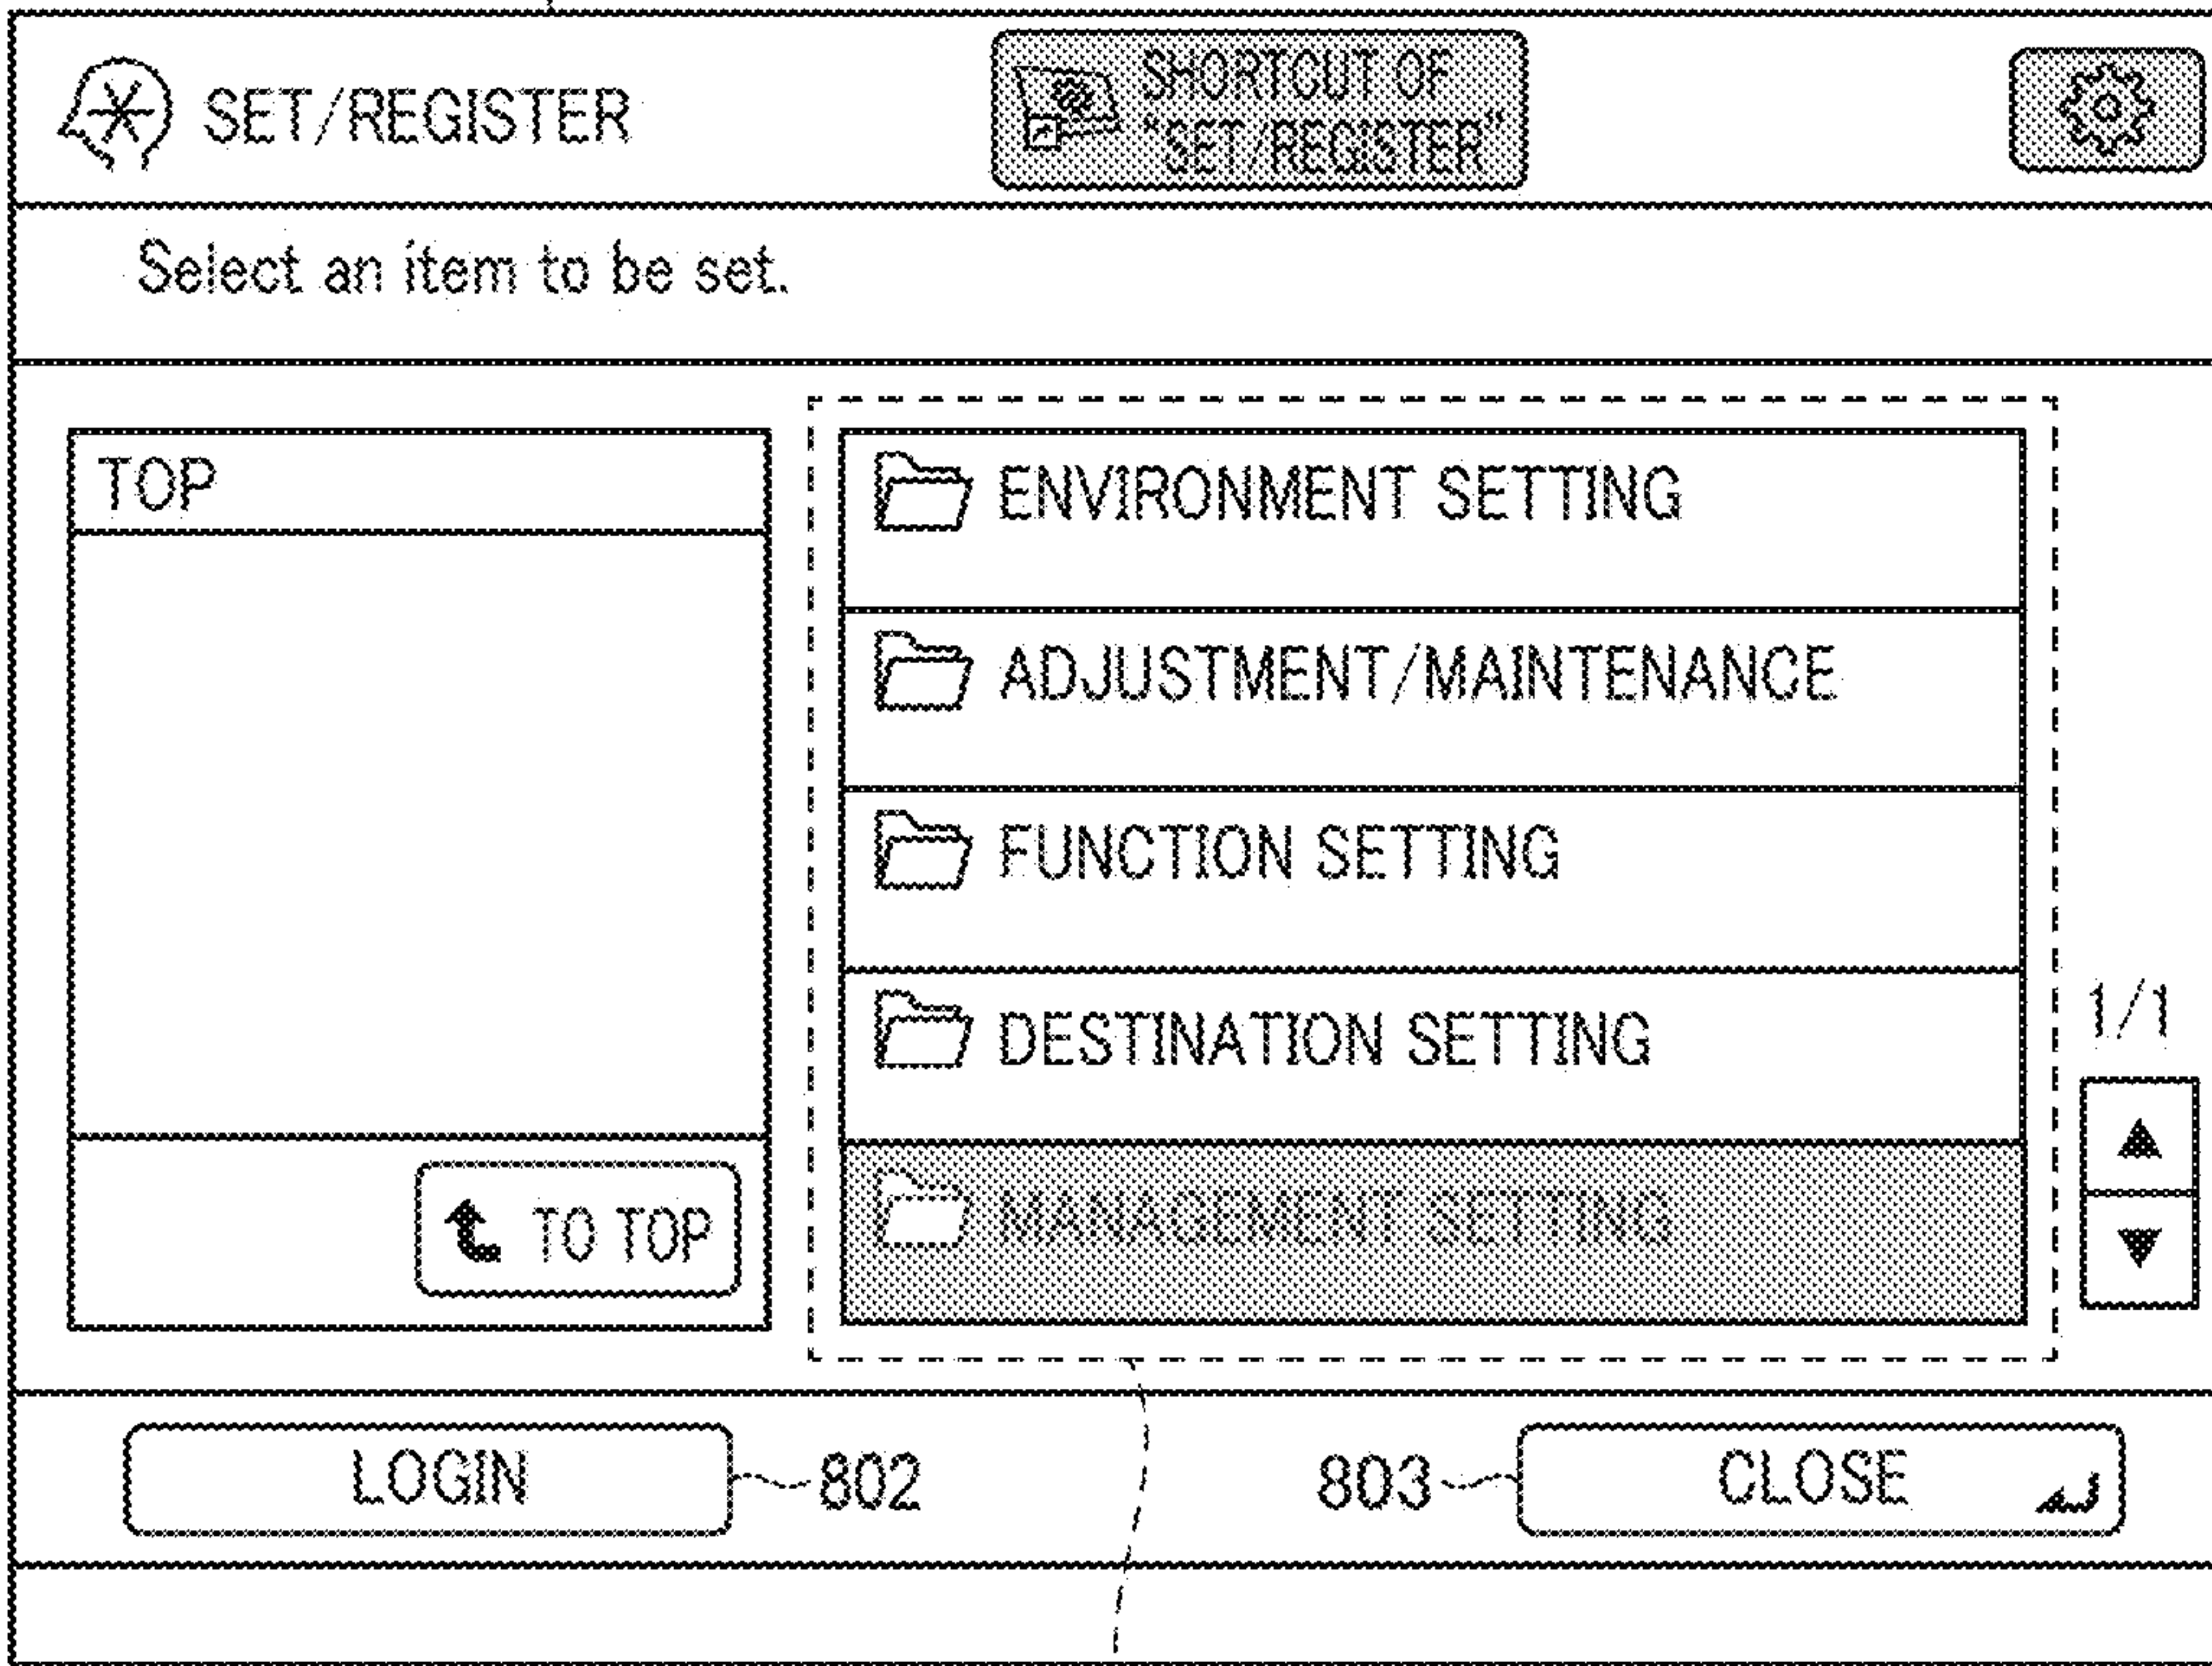 SET/REGISTER
SHORTCUT OF
"SET/REGISTER"
Select an item to be set.
TOP
TO TOP
ENVIRONMENT SETTING
ADJUSTMENT/MAINTENANCE
FUNCTION SETTING
DESTINATION SETTING
MANAGEMENT SETTING
1/1
LOGIN
802
803
CLOSE